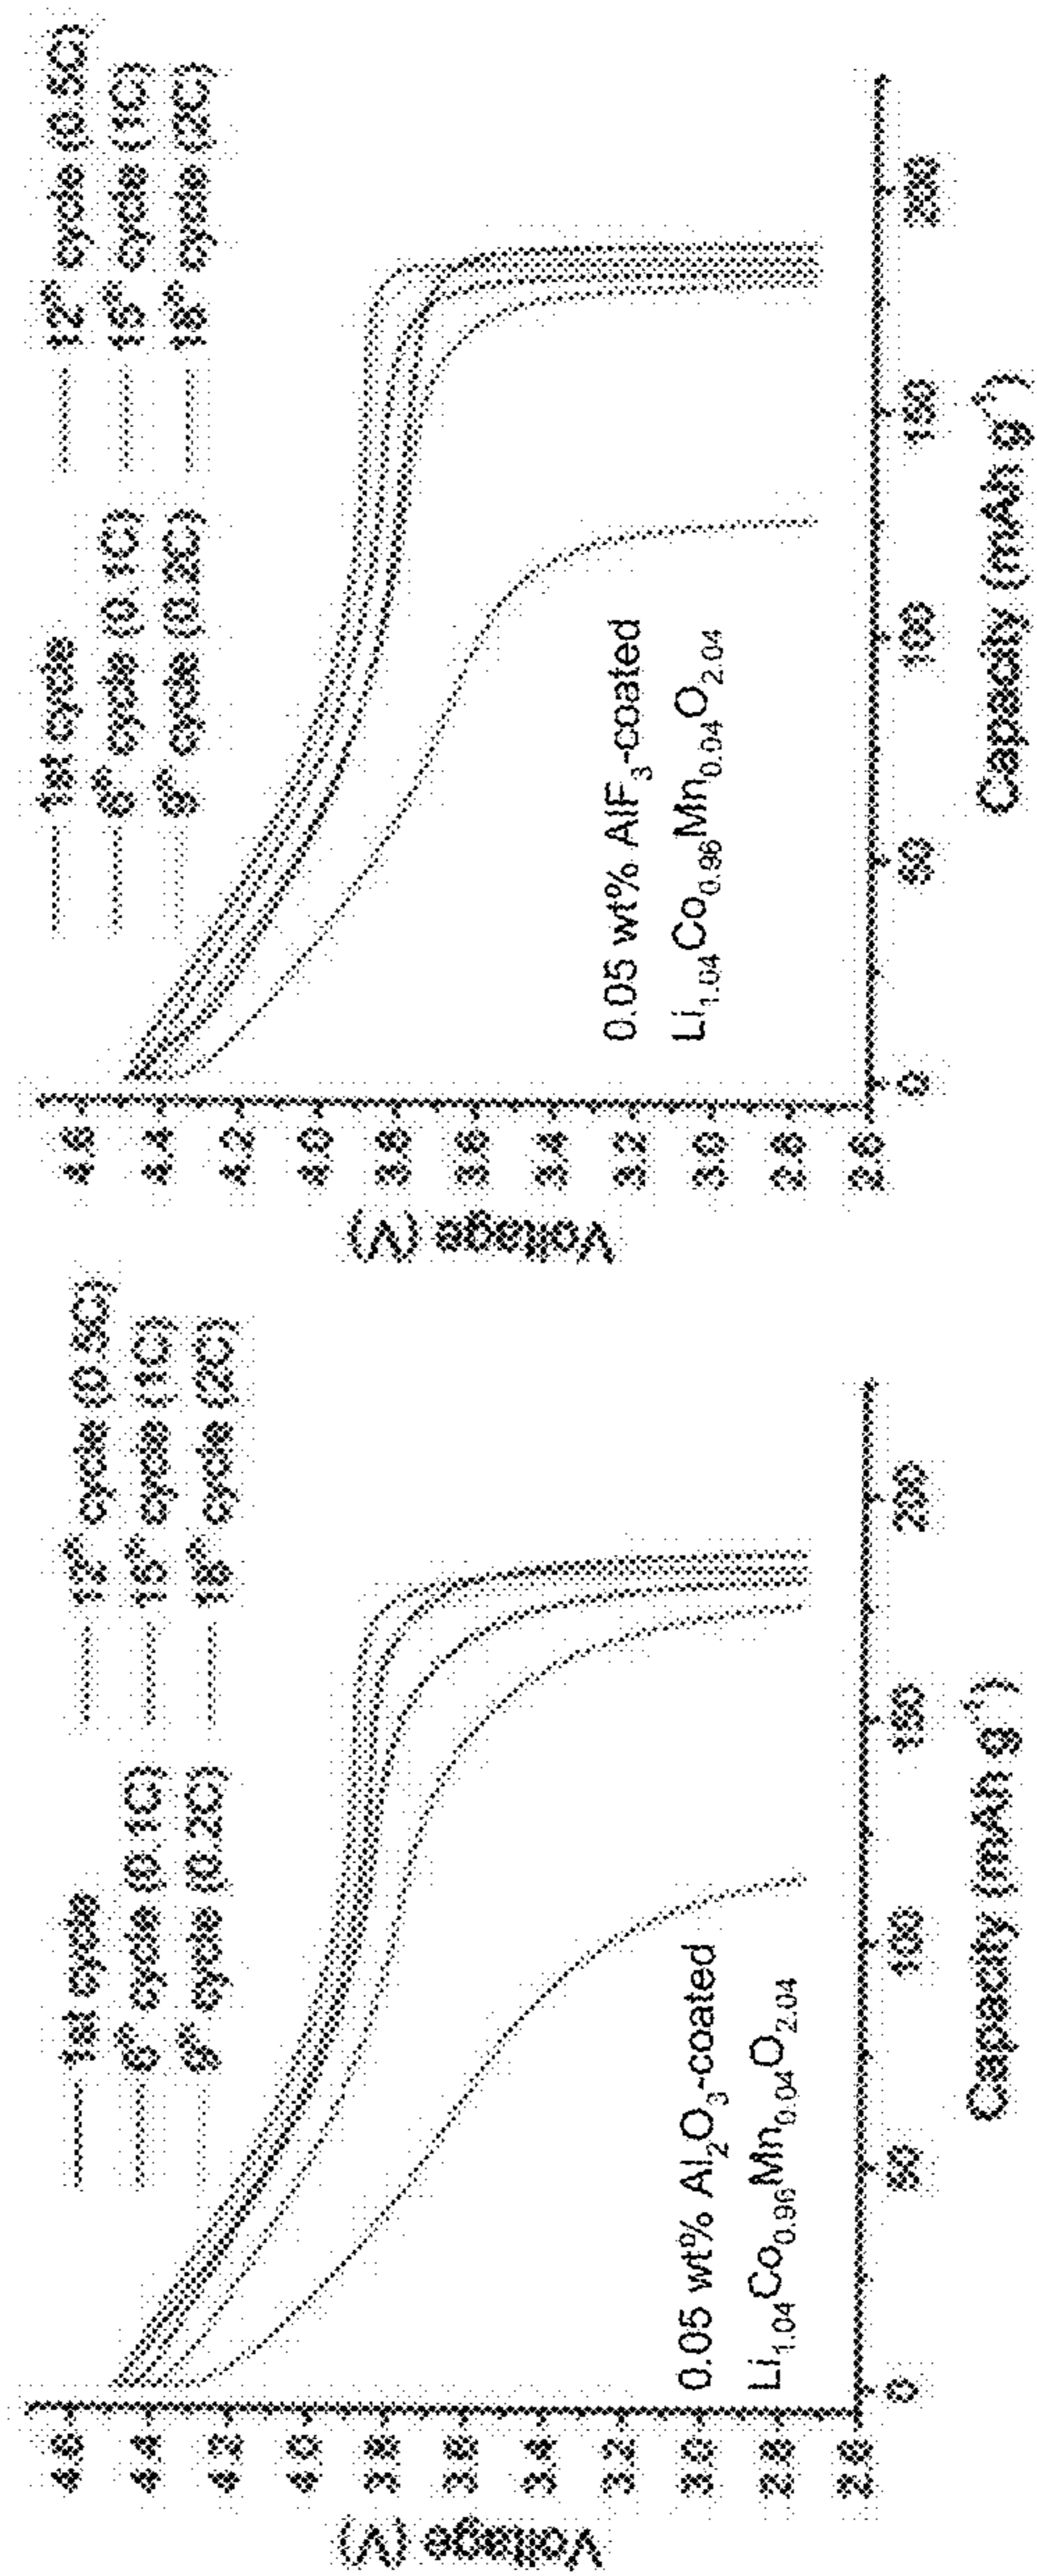 1st cycle
6th cycle (0.1C)
9th cycle (0.2C)
12th cycle (0.5C)
15th cycle (1C)
18th cycle (2C)
Voltage (V)
4.6
4.4
4.2
4.0
3.8
3.6
3.4
3.2
3.0
2.8
2.6
0.05 wt% Al2O3-coated
Li1.04Co0.96Mn0.04O2.04
0 50 100 150 200
Capacity (mAh g-1)
1st cycle
6th cycle (0.1C)
9th cycle (0.2C)
12th cycle (0.5C)
15th cycle (1C)
18th cycle (2C)
Voltage (V)
4.6
4.4
4.2
4.0
3.8
3.6
3.4
3.2
3.0
2.8
2.6
0.05 wt% AlF3-coated
Li1.04Co0.96Mn0.04O2.04
0 50 100 150 200
Capacity (mAh g-1)